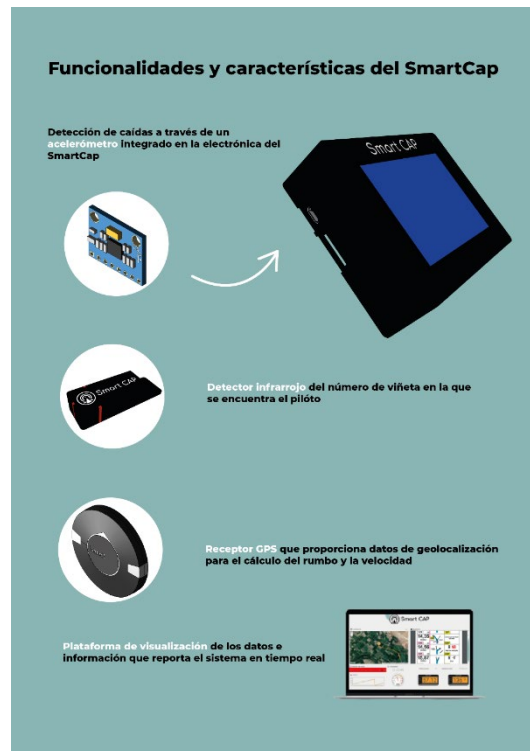 Funcionalidades y características del SmartCap
Detección de caídas a través de un
acelerómetro integrado en la electrónica del
SmartCap
Smart CAP
Smart CAP
Detector infrarrojo del número de viñeta en la que
se encuentra el pilóto
Receptor GPS que proporciona datos de geolocalización
para el cálculo del rumbo y la velocidad
Plataforma de visualización de los datos e
información que reporta el sistema en tiempo real
Smart CAP